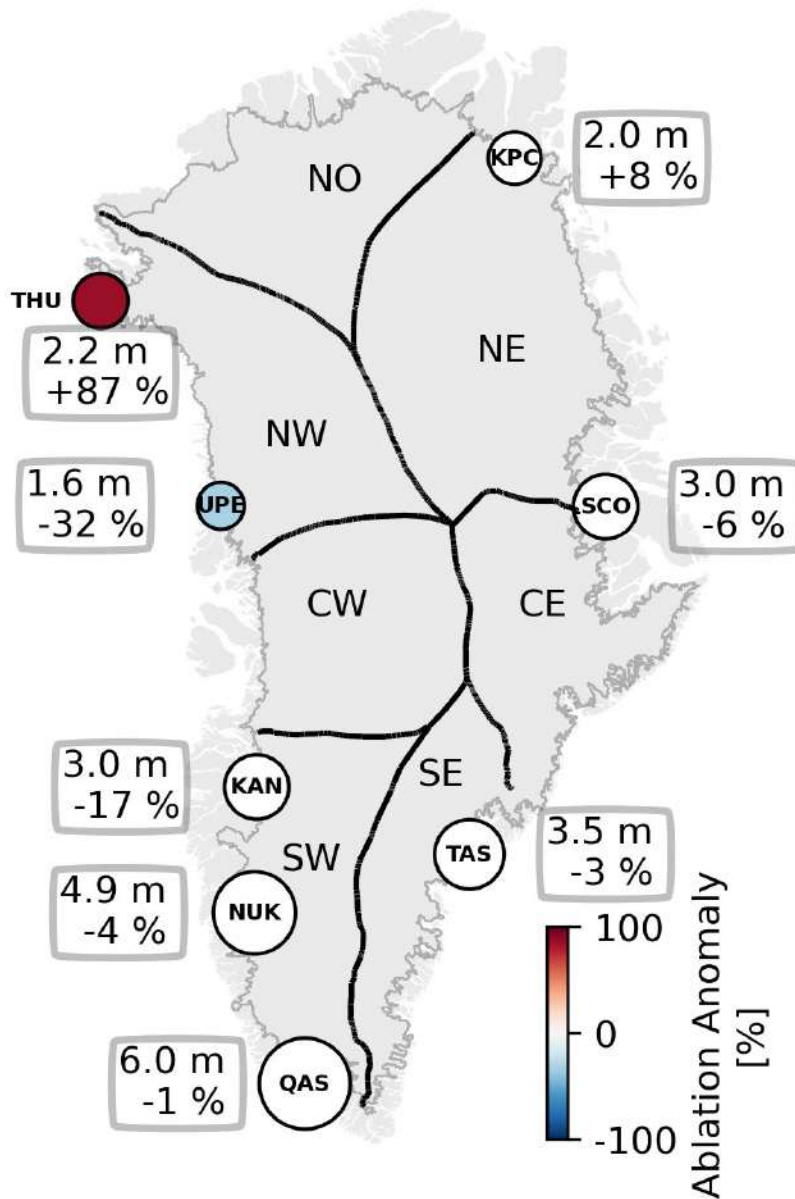 KPC
2.0 m
+8 %
NO
THU
2.2 m
+87 %
NE
NW
1.6 m
-32 %
UPE
SCO
3.0 m
-6 %
CW
CE
3.0 m
-17 %
KAN
SE
SW
TAS
3.5 m
-3 %
4.9 m
-4 %
NUK
6.0 m
-1 %
QAS
100
0
-100
Ablation Anomaly
[%]